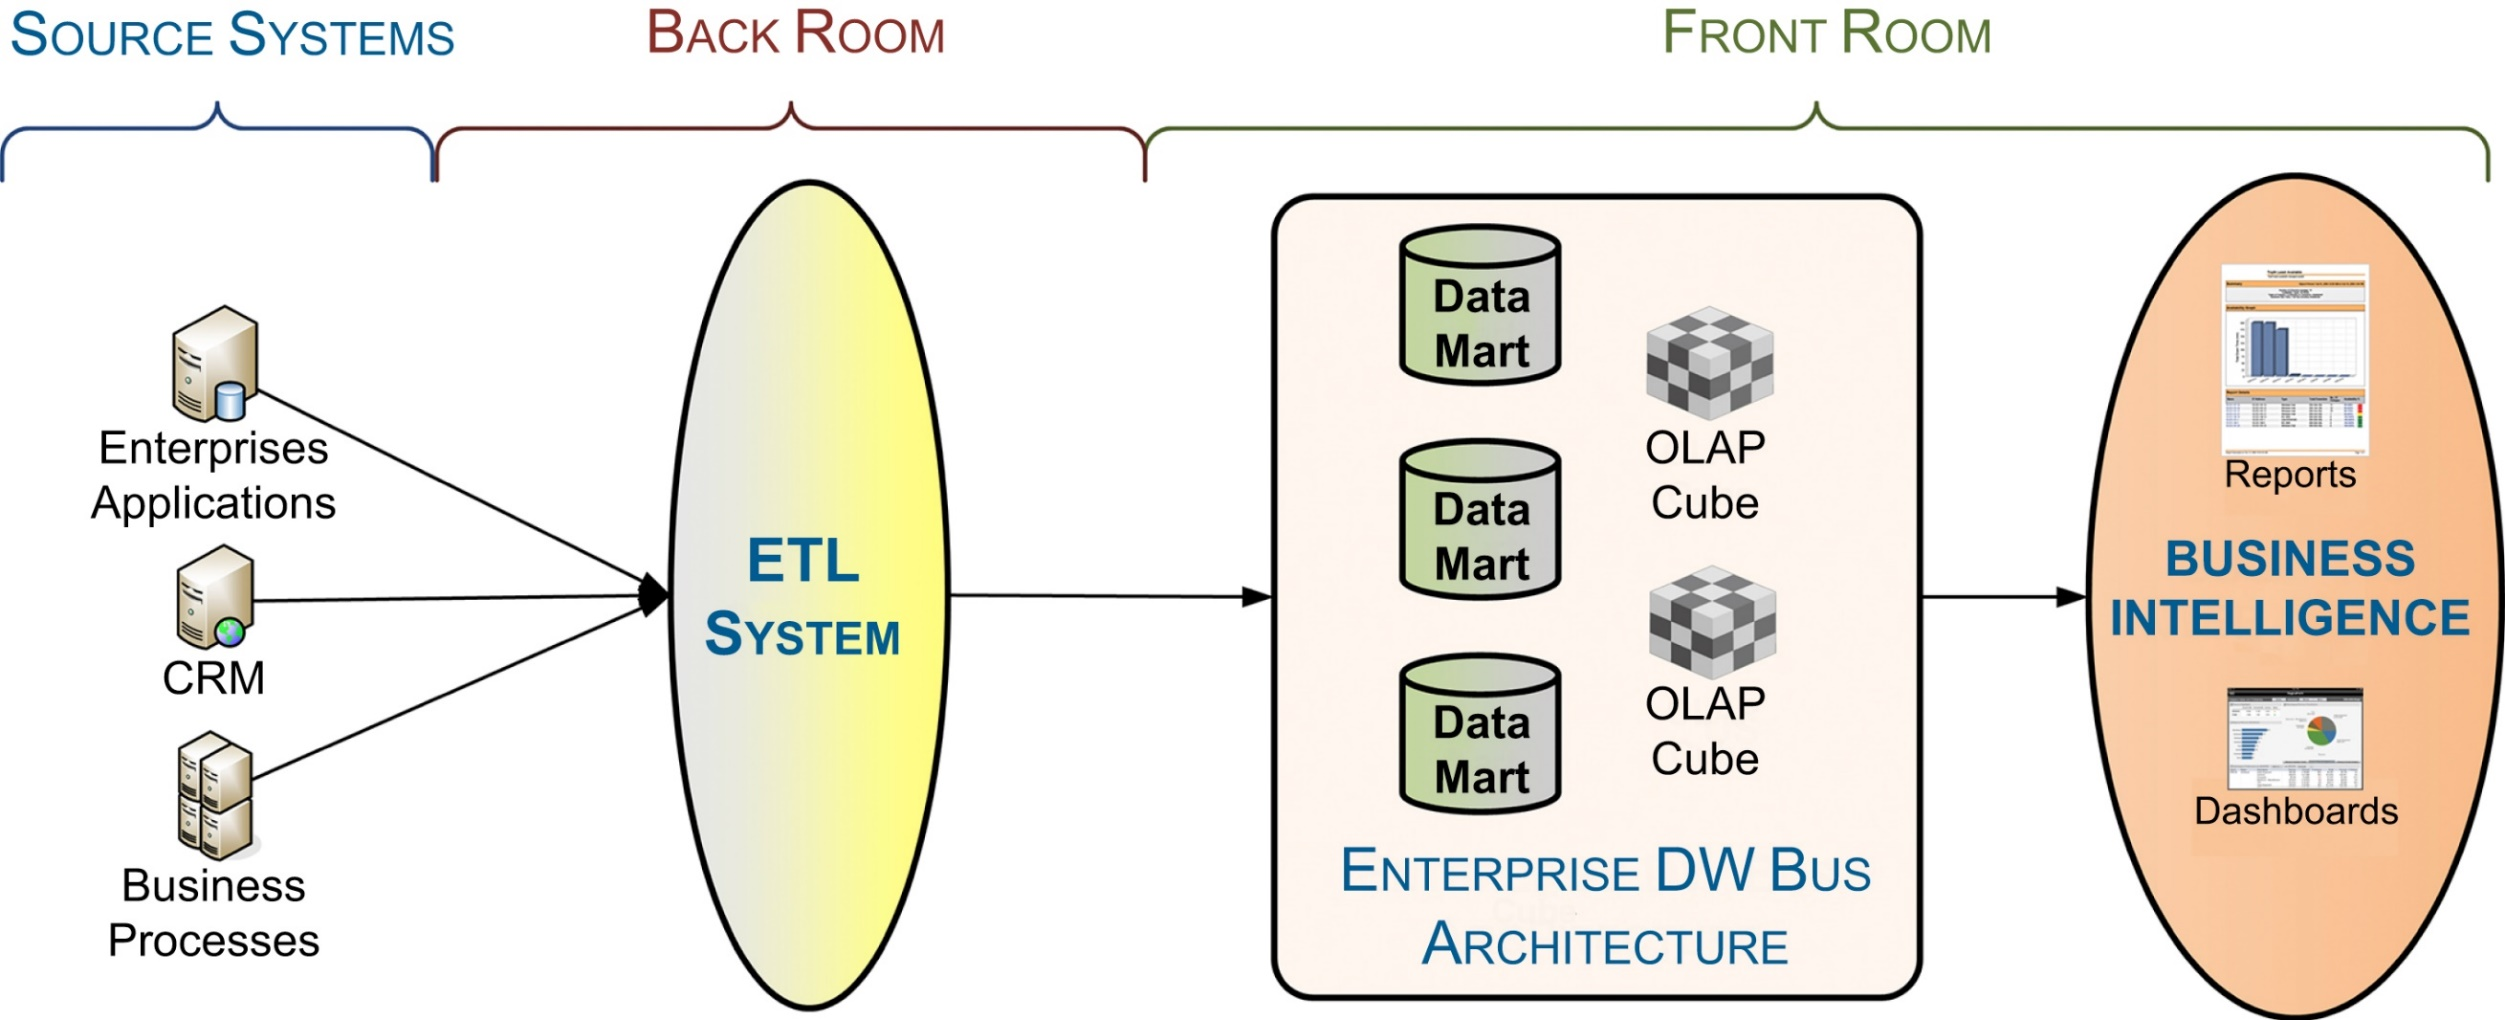 SOURCE SYSTEMS
BACK ROOM
FRONT ROOM
Enterprises
Applications
CRM
Business
Processes
ETL
SYSTEM
Data
Mart
Data
Mart
Data
Mart
OLAP
Cube
OLAP
Cube
ENTERPRISE DW BUS
ARCHITECTURE
Reports
BUSINESS
INTELLIGENCE
Dashboards